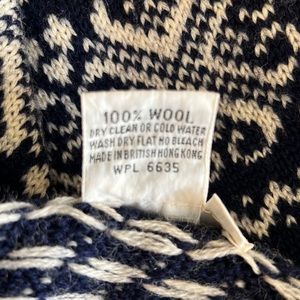 100% WOOL
DRY CLEAN OR COLD WATER
WASH DRY FLAT NO BLEACH
MADE IN BRITISH HONG KONG
WPL 6635